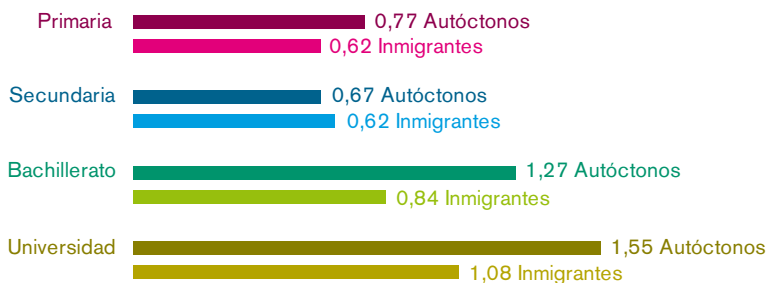 Primaria 0,77 Autóctonos
0,62 Inmigrantes
Secundaria 0,67 Autóctonos
0,62 Inmigrantes
Bachillerato 1,27 Autóctonos
0,84 Inmigrantes
Universidad 1,55 Autóctonos
1,08 Inmigrantes